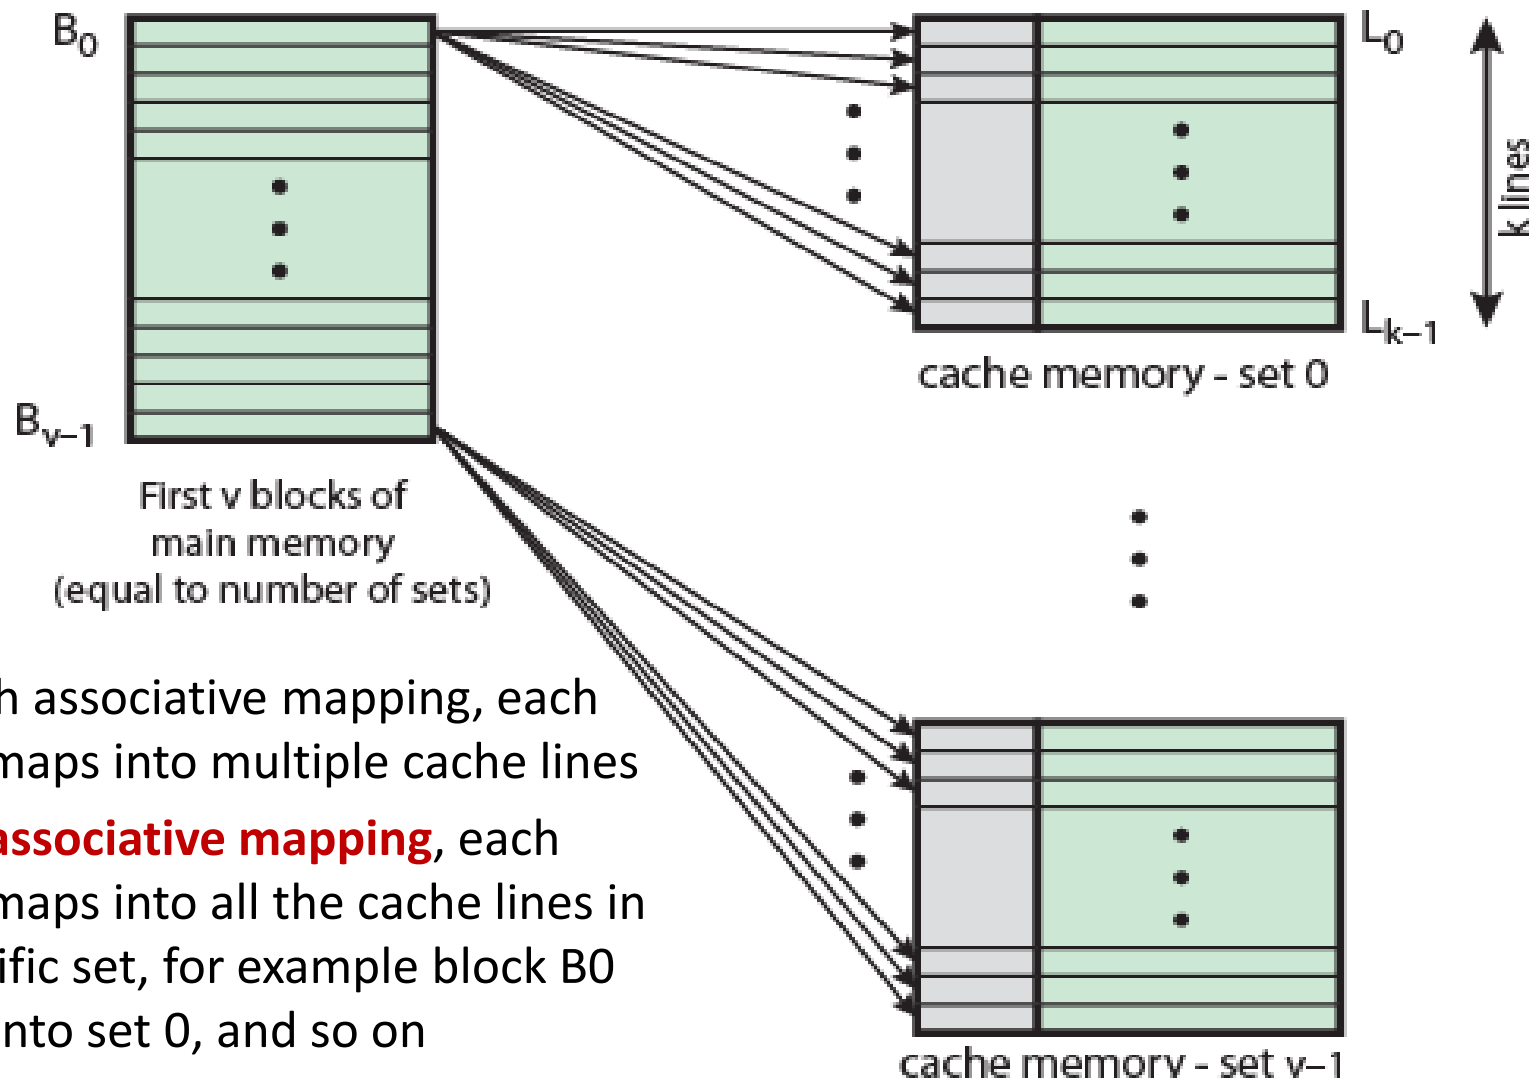 B0
L0
k lines
Lk–1
cache memory - set 0
Bv–1
First v blocks of
main memory
(equal to number of sets)
h associative mapping, each
maps into multiple cache lines
associative mapping, each
maps into all the cache lines in
ific set, for example block B0
nto set 0, and so on
cache memory - set v–1